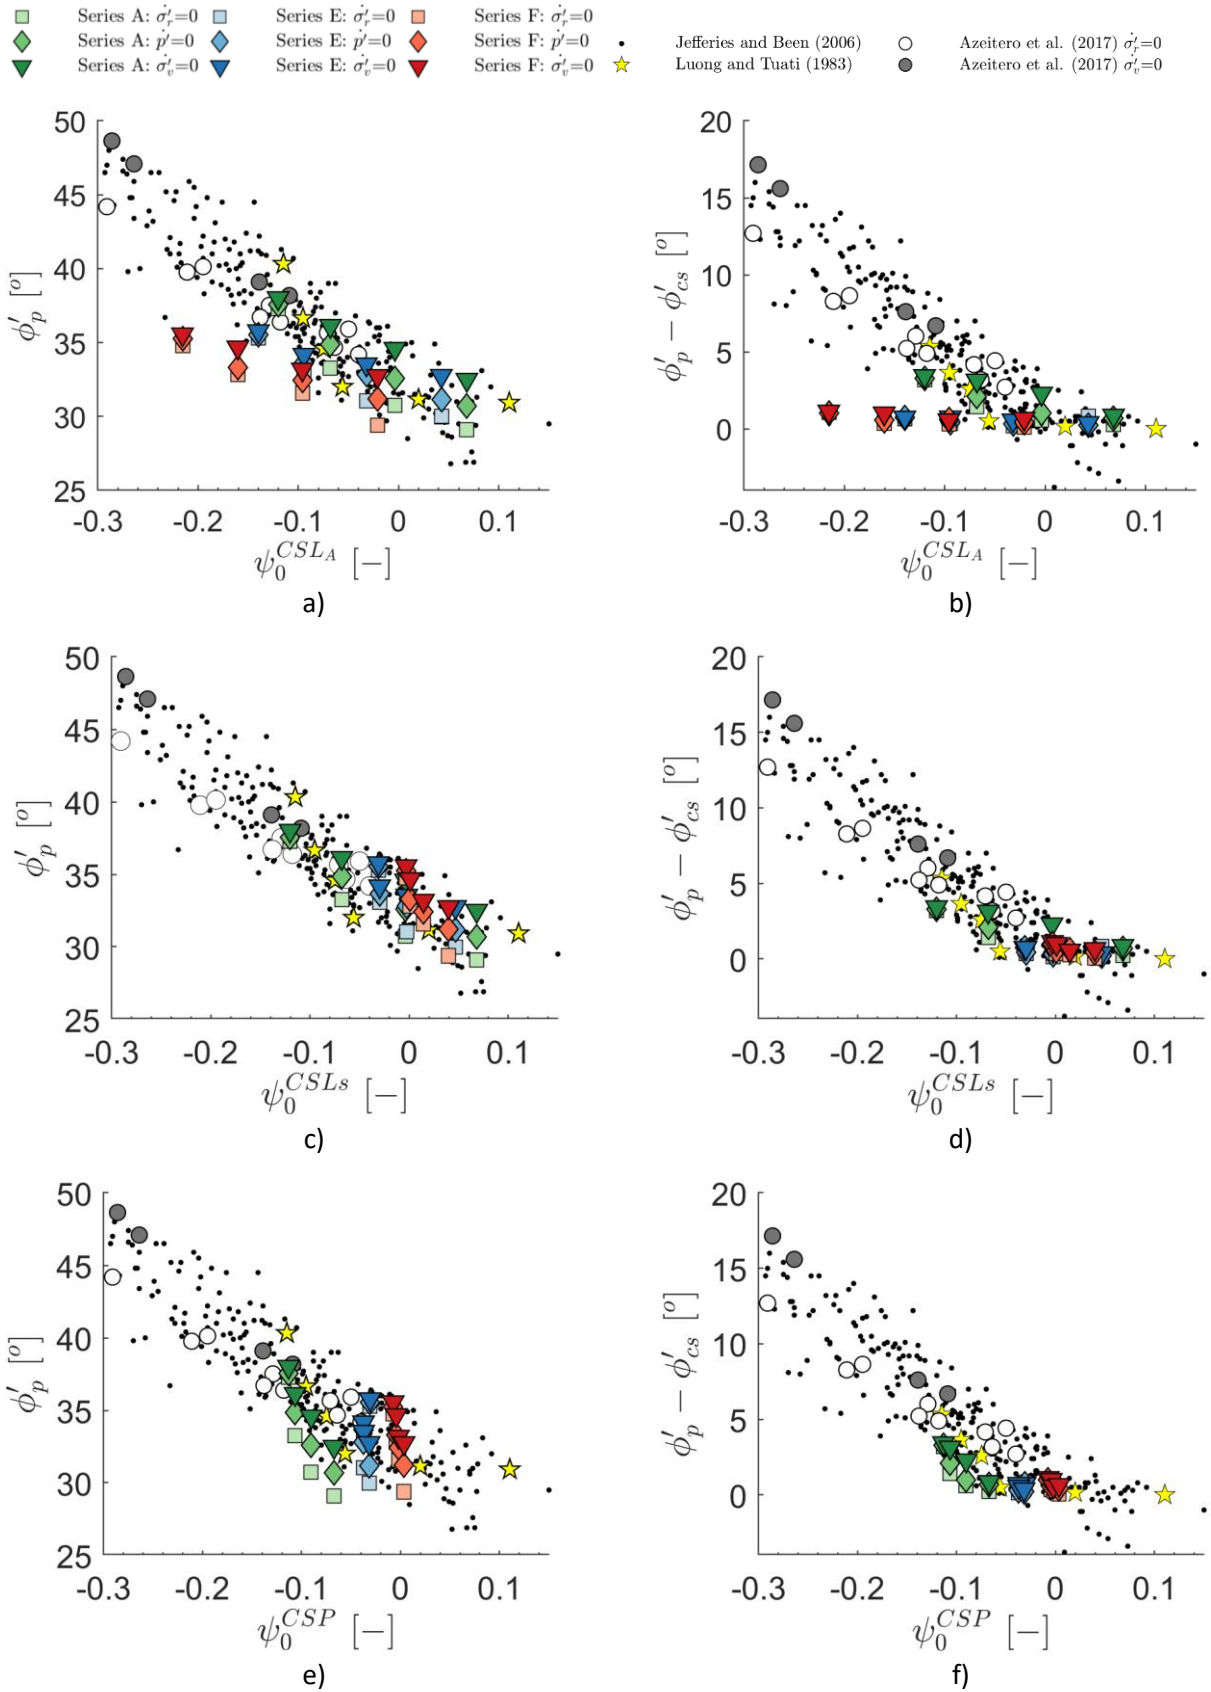 Series A: σ̇′r=0 Series E: σ̇′r=0 Series F: σ̇′r=0
Series A: ṗ′=0 Series E: ṗ′=0 Series F: ṗ′=0 Jefferies and Been (2006) Azeitero et al. (2017) σ̇′r=0
Series A: σ̇′v=0 Series E: σ̇′v=0 Series F: σ̇′v=0 Luong and Tuati (1983) Azeitero et al. (2017) σ̇′v=0
50
45
40
35
30
25
ϕ′p [o]
-0.3 -0.2 -0.1 0 0.1
ψ0^CSLA [−]
a)
20
15
10
5
0
ϕ′p − ϕ′cs [o]
-0.3 -0.2 -0.1 0 0.1
ψ0^CSLA [−]
b)
50
45
40
35
30
25
ϕ′p [o]
-0.3 -0.2 -0.1 0 0.1
ψ0^CSLs [−]
c)
20
15
10
5
0
ϕ′p − ϕ′cs [o]
-0.3 -0.2 -0.1 0 0.1
ψ0^CSLs [−]
d)
50
45
40
35
30
25
ϕ′p [o]
-0.3 -0.2 -0.1 0 0.1
ψ0^CSP [−]
e)
20
15
10
5
0
ϕ′p − ϕ′cs [o]
-0.3 -0.2 -0.1 0 0.1
ψ0^CSP [−]
f)